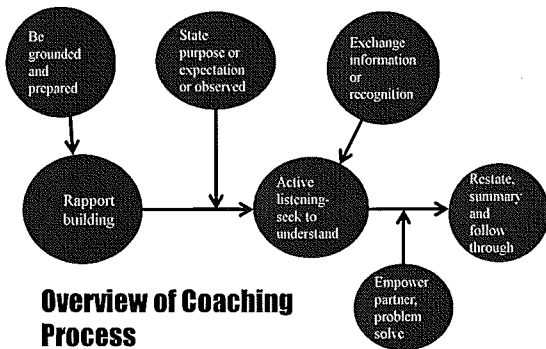 Be
grounded
and
prepared
State
purpose or
expectation
or observed
Exchange
information
or
recognition
Rapport
building
Active
listening-
seek to
understand
Restate,
summary
and
follow
through
Empower
partner,
problem
solve
Overview of Coaching
Process